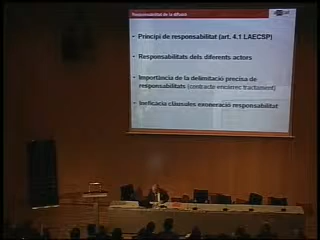 Responsabilitat de la difusió
• Principi de responsabilitat (art. 4.1 LAECSP)
• Responsabilitats dels diferents actors
• Importància de la delimitació precisa de
responsabilitats (contracte encàrrec tractament)
• Ineficàcia clàusules exoneració responsabilitat